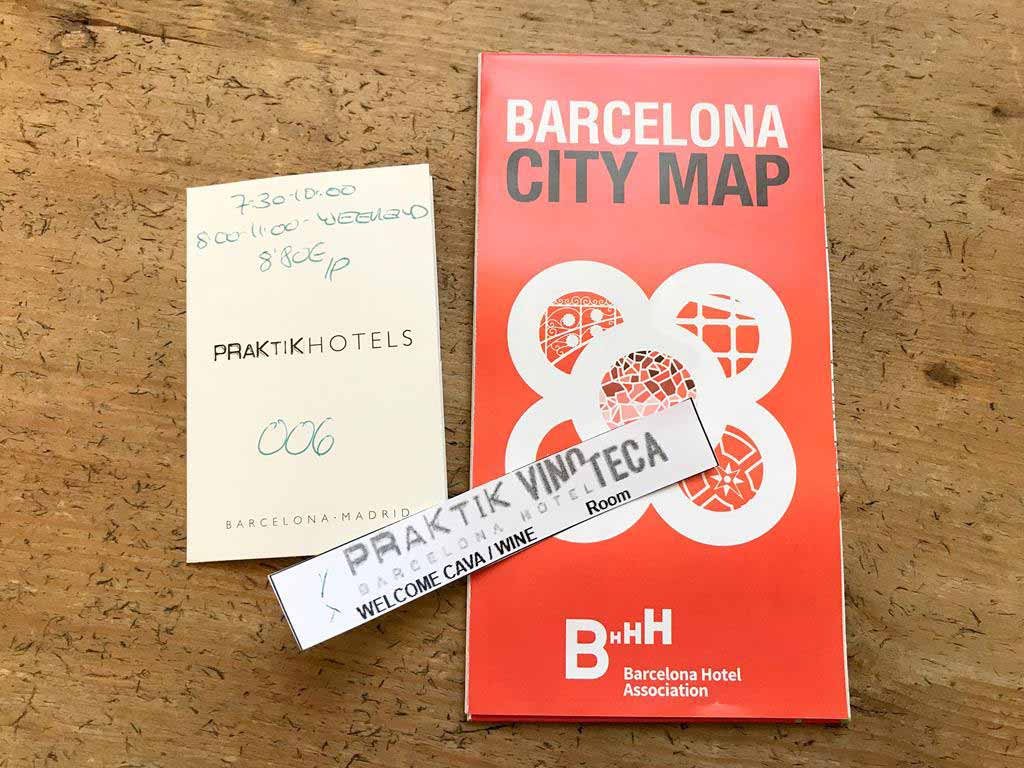 7:30-10:00
8:00-11:00-WEEKEND
8'80€/P
PRAKTIKHOTELS
006
BARCELONA · MADRID
PRAKTIK VINOTECA
BARCELONA HOTEL
WELCOME CAVA / WINE Room
BARCELONA
CITY MAP
BHHH
Barcelona Hotel
Association